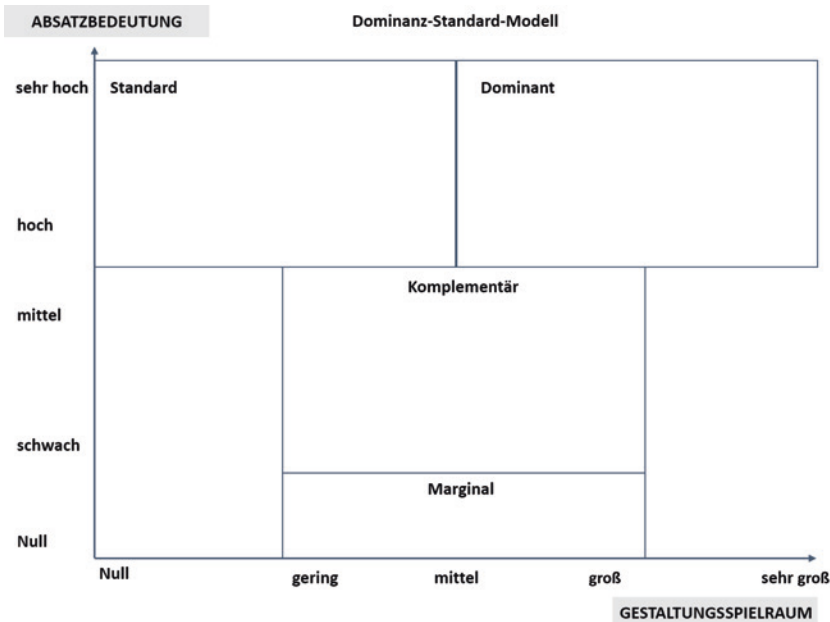 ABSATZBEDEUTUNG
Dominanz-Standard-Modell
sehr hoch
Standard
Dominant
hoch
Komplementär
mittel
schwach
Marginal
Null
Null
gering
mittel
groß
sehr groß
GESTALTUNGSSPIELRAUM